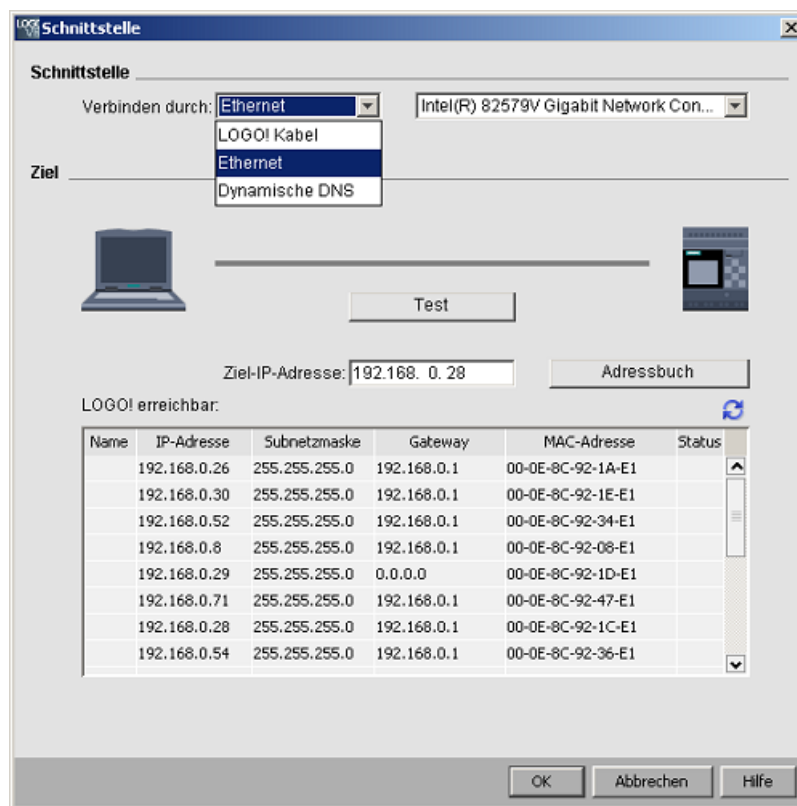 Schnittstelle
Schnittstelle
Verbinden durch: Ethernet Intel(R) 82579V Gigabit Network Con...
LOGO! Kabel
Ethernet
Dynamische DNS
Ziel
Test
Ziel-IP-Adresse: 192.168. 0. 28 Adressbuch
LOGO! erreichbar:
Name IP-Adresse Subnetzmaske Gateway MAC-Adresse Status
192.168.0.26 255.255.255.0 192.168.0.1 00-0E-8C-92-1A-E1
192.168.0.30 255.255.255.0 192.168.0.1 00-0E-8C-92-1E-E1
192.168.0.52 255.255.255.0 192.168.0.1 00-0E-8C-92-34-E1
192.168.0.8 255.255.255.0 192.168.0.1 00-0E-8C-92-08-E1
192.168.0.29 255.255.255.0 0.0.0.0 00-0E-8C-92-1D-E1
192.168.0.71 255.255.255.0 192.168.0.1 00-0E-8C-92-47-E1
192.168.0.28 255.255.255.0 192.168.0.1 00-0E-8C-92-1C-E1
192.168.0.54 255.255.255.0 192.168.0.1 00-0E-8C-92-36-E1
OK Abbrechen Hilfe